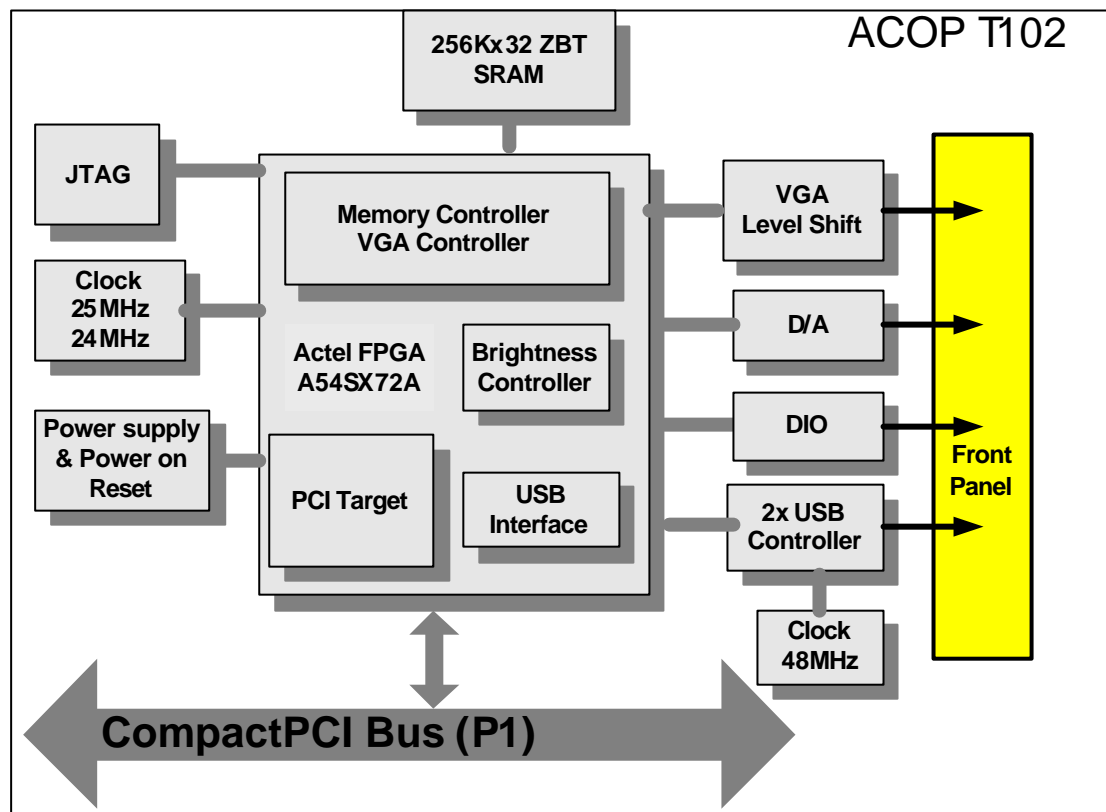 ACOP T102
256Kx32 ZBT
SRAM
JTAG
Memory Controller
VGA Controller
VGA
Level Shift
Clock
25MHz
24MHz
Actel FPGA
A54SX72A
Brightness
Controller
D/A
DIO
Power supply
& Power on
Reset
PCI Target
USB
Interface
2x USB
Controller
Front
Panel
Clock
48MHz
CompactPCI Bus (P1)